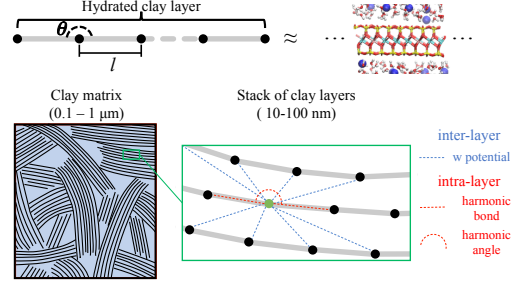 Hydrated clay layer
θ
l
≈
... ...
Clay matrix
(0.1 – 1 μm)
Stack of clay layers
( 10-100 nm)
inter-layer
w potential
intra-layer
harmonic
bond
harmonic
angle